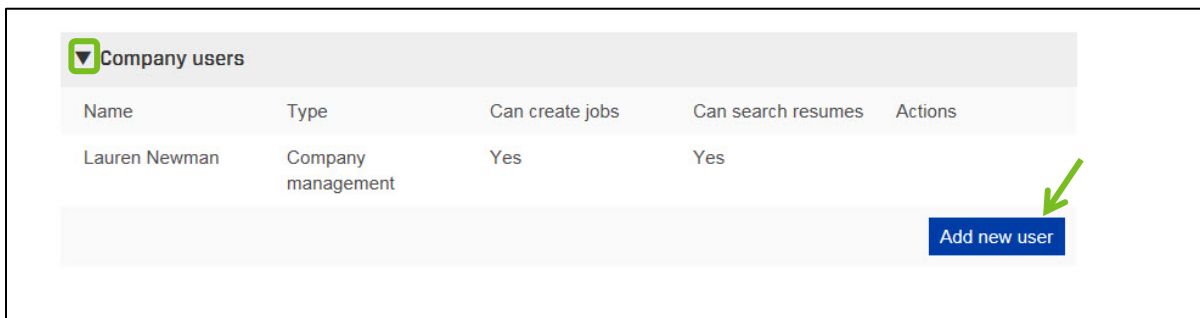 Company users
Name Type Can create jobs Can search resumes Actions
Lauren Newman Company management Yes Yes
Add new user